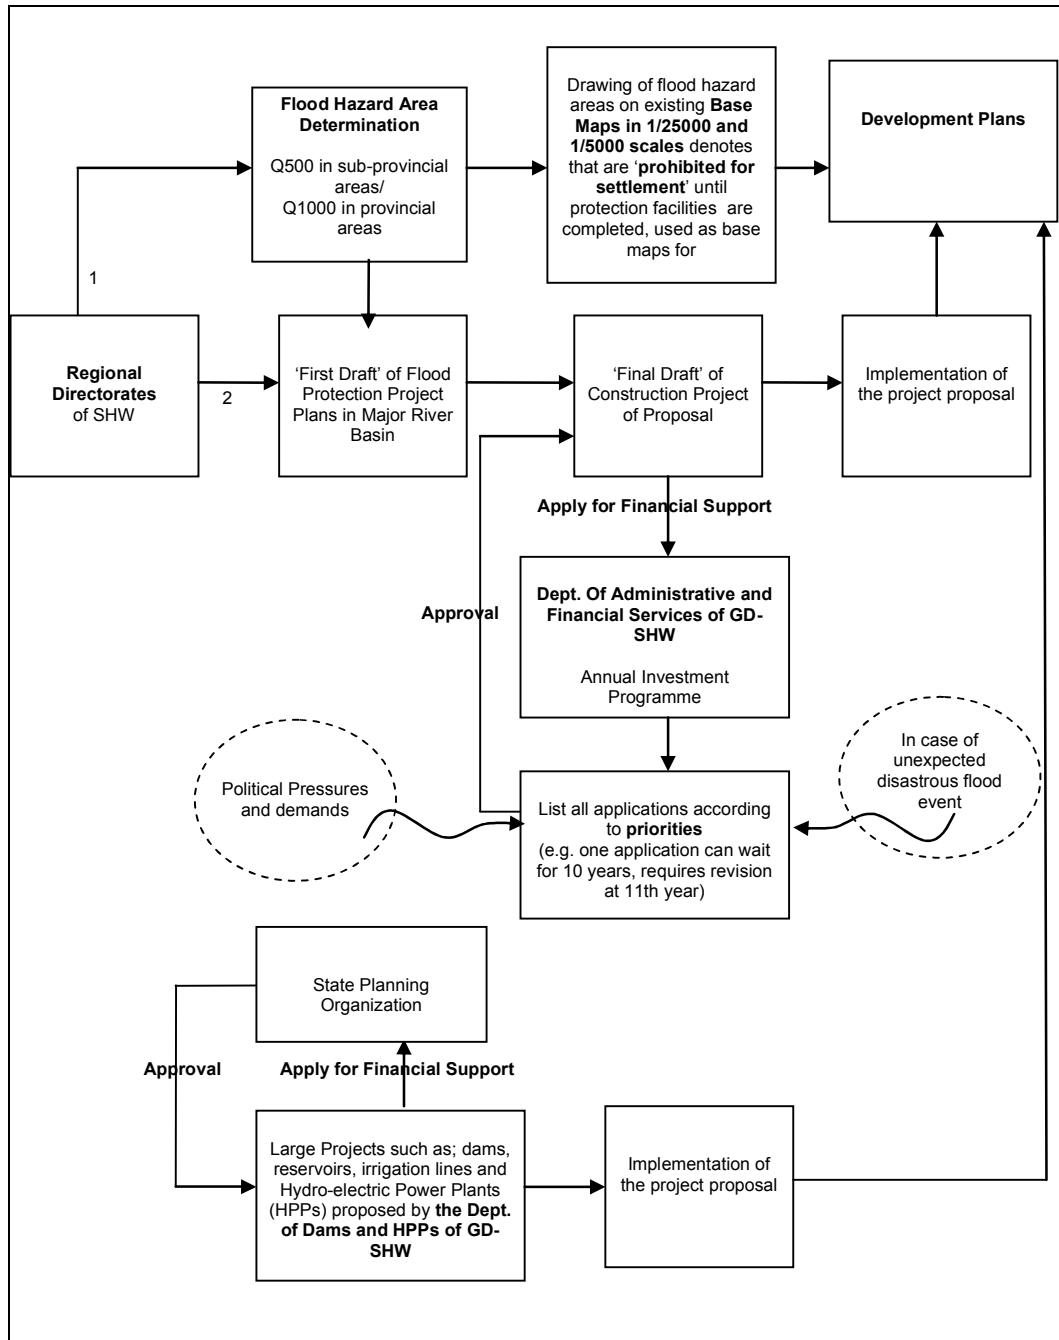 Flood Hazard Area
Determination
Q500 in sub-provincial
areas/
Q1000 in provincial
areas
Drawing of flood hazard
areas on existing Base
Maps in 1/25000 and
1/5000 scales denotes
that are ‘prohibited for
settlement’ until
protection facilities are
completed, used as base
maps for
Development Plans
1
Regional
Directorates
of SHW
2
‘First Draft’ of Flood
Protection Project
Plans in Major River
Basin
‘Final Draft’ of
Construction Project
of Proposal
Implementation of
the project proposal
Apply for Financial Support
Approval
Dept. Of Administrative and
Financial Services of GD-
SHW
Annual Investment
Programme
Political Pressures
and demands
List all applications according
to priorities
(e.g. one application can wait
for 10 years, requires revision
at 11th year)
In case of
unexpected
disastrous flood
event
State Planning
Organization
Approval
Apply for Financial Support
Large Projects such as; dams,
reservoirs, irrigation lines and
Hydro-electric Power Plants
(HPPs) proposed by the Dept.
of Dams and HPPs of GD-
SHW
Implementation of
the project proposal